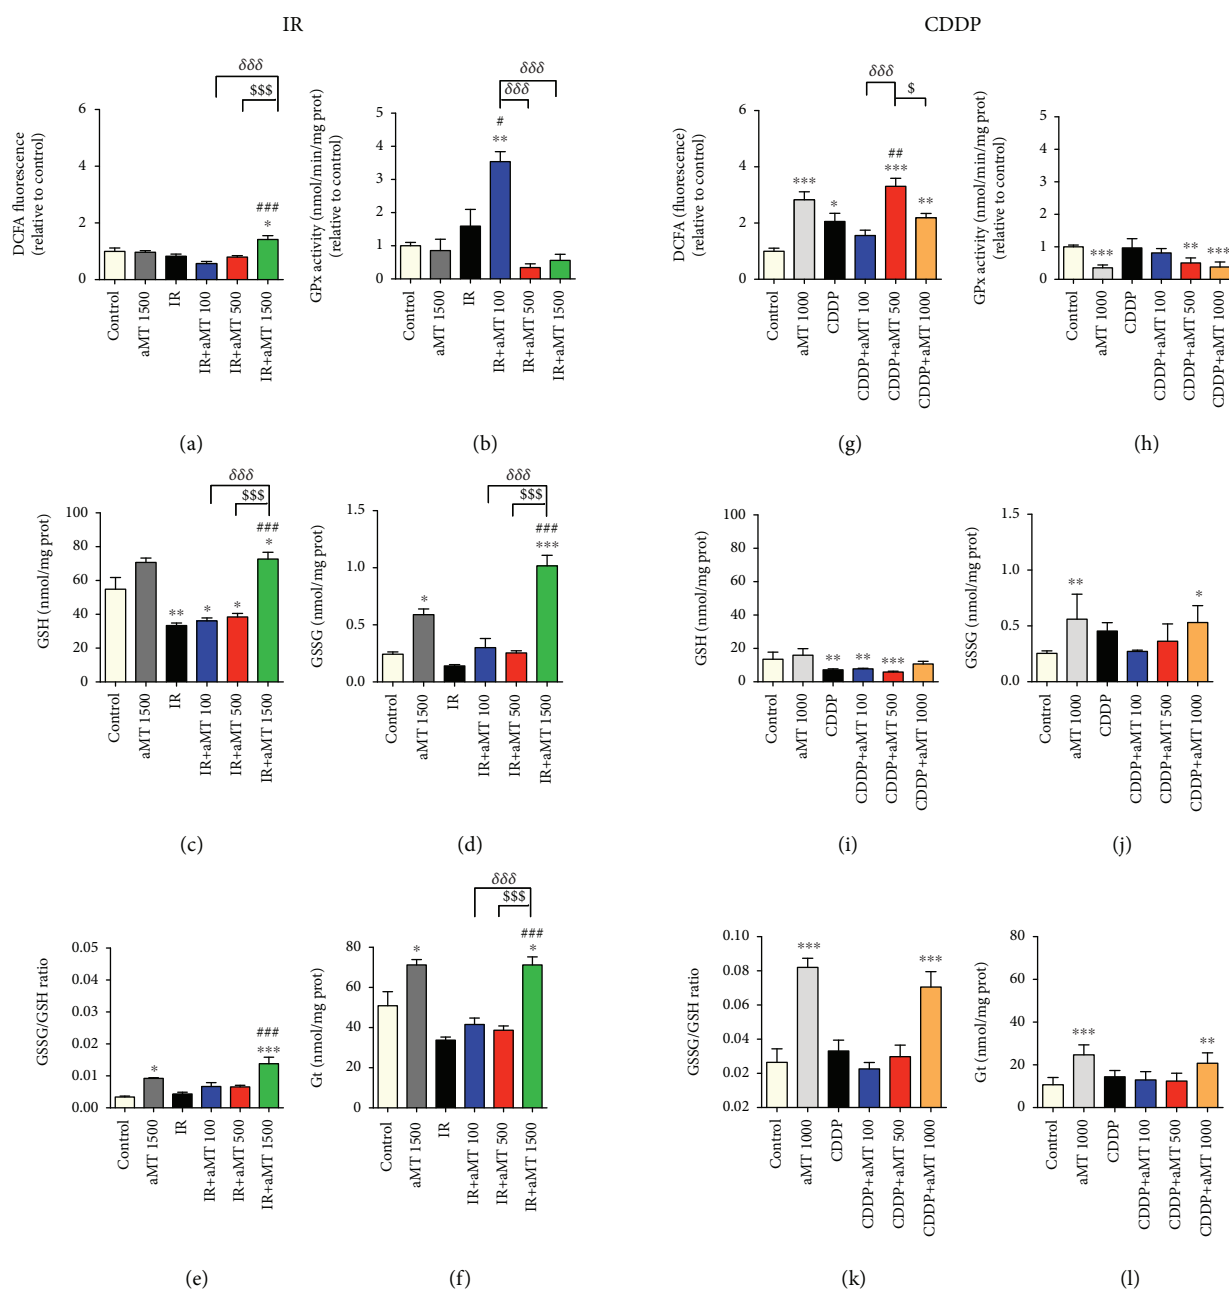 IR
CDDP
δδδ
$$$
DCFA fluorescence
(relative to control)
6
4
2
0
###
*
Control
aMT 1500
IR
IR+aMT 100
IR+aMT 500
IR+aMT 1500
(a)
δδδ
δδδ
GPx activity (nmol/min/mg prot)
(relative to control)
5
4
3
2
1
0
#
**
Control
aMT 1500
IR
IR+aMT 100
IR+aMT 500
IR+aMT 1500
(b)
δδδ
$
DCFA (fluorescence)
(relative to control)
6
4
2
0
***
*
##
***
**
Control
aMT 1000
CDDP
CDDP+aMT 100
CDDP+aMT 500
CDDP+aMT 1000
(g)
GPx activity (nmol/min/mg prot)
(relative to control)
5
4
3
2
1
0
***
**
***
Control
aMT 1000
CDDP
CDDP+aMT 100
CDDP+aMT 500
CDDP+aMT 1000
(h)
δδδ
$$$
GSH (nmol/mg prot)
100
80
60
40
20
0
**
*
*
###
*
Control
aMT 1500
IR
IR+aMT 100
IR+aMT 500
IR+aMT 1500
(c)
δδδ
$$$
GSSG (nmol/mg prot)
1.5
1.0
0.5
0.0
*
###
***
Control
aMT 1500
IR
IR+aMT 100
IR+aMT 500
IR+aMT 1500
(d)
GSH (nmol/mg prot)
100
80
60
40
20
0
**
**
***
Control
aMT 1000
CDDP
CDDP+aMT 100
CDDP+aMT 500
CDDP+aMT 1000
(i)
GSSG (nmol/mg prot)
1.5
1.0
0.5
0.0
**
*
Control
aMT 1000
CDDP
CDDP+aMT 100
CDDP+aMT 500
CDDP+aMT 1000
(j)
GSSG/GSH ratio
0.05
0.04
0.03
0.02
0.01
0.00
*
###
***
Control
aMT 1500
IR
IR+aMT 100
IR+aMT 500
IR+aMT 1500
(e)
δδδ
$$$
Gt (nmol/mg prot)
80
60
40
20
0
*
###
*
Control
aMT 1500
IR
IR+aMT 100
IR+aMT 500
IR+aMT 1500
(f)
GSSG/GSH ratio
0.10
0.08
0.06
0.04
0.02
0.02
***
***
Control
aMT 1000
CDDP
CDDP+aMT 100
CDDP+aMT 500
CDDP+aMT 1000
(k)
Gt (nmol/mg prot)
80
60
40
20
0
***
**
Control
aMT 1000
CDDP
CDDP+aMT 100
CDDP+aMT 500
CDDP+aMT 1000
(l)